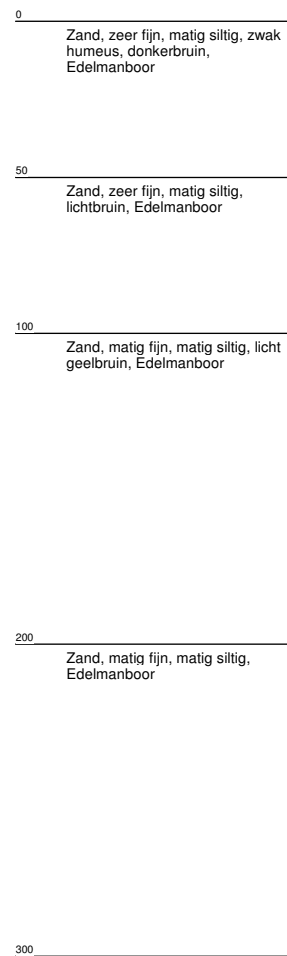 0
Zand, zeer fijn, matig siltig, zwak
humeus, donkerbruin,
Edelmanboor
50
Zand, zeer fijn, matig siltig,
lichtbruin, Edelmanboor
100
Zand, matig fijn, matig siltig, licht
geelbruin, Edelmanboor
200
Zand, matig fijn, matig siltig,
Edelmanboor
300